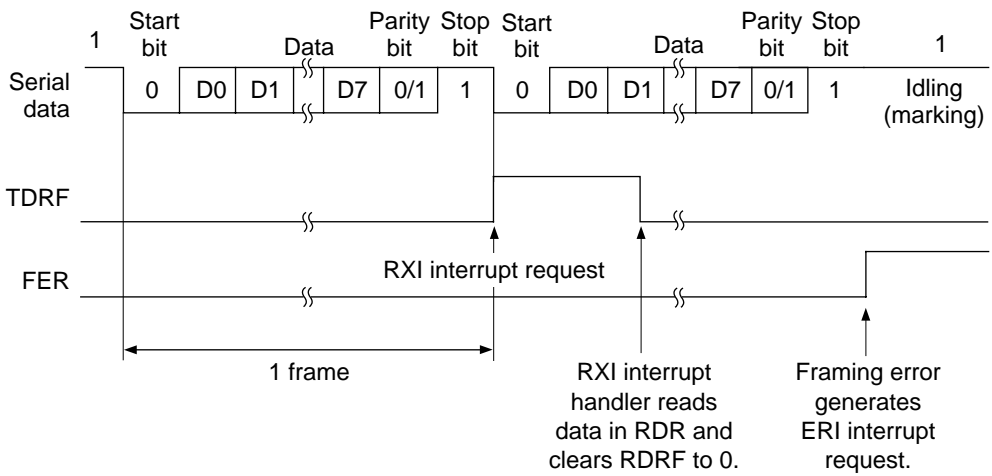 1
Start bit
Data
Parity bit
Stop bit
Start bit
Data
Parity bit
Stop bit
1
Serial data
0
D0
D1
D7
0/1
1
0
D0
D1
D7
0/1
1
Idling (marking)
TDRF
RXI interrupt request
FER
1 frame
RXI interrupt
handler reads
data in RDR and
clears RDRF to 0.
Framing error
generates
ERI interrupt
request.